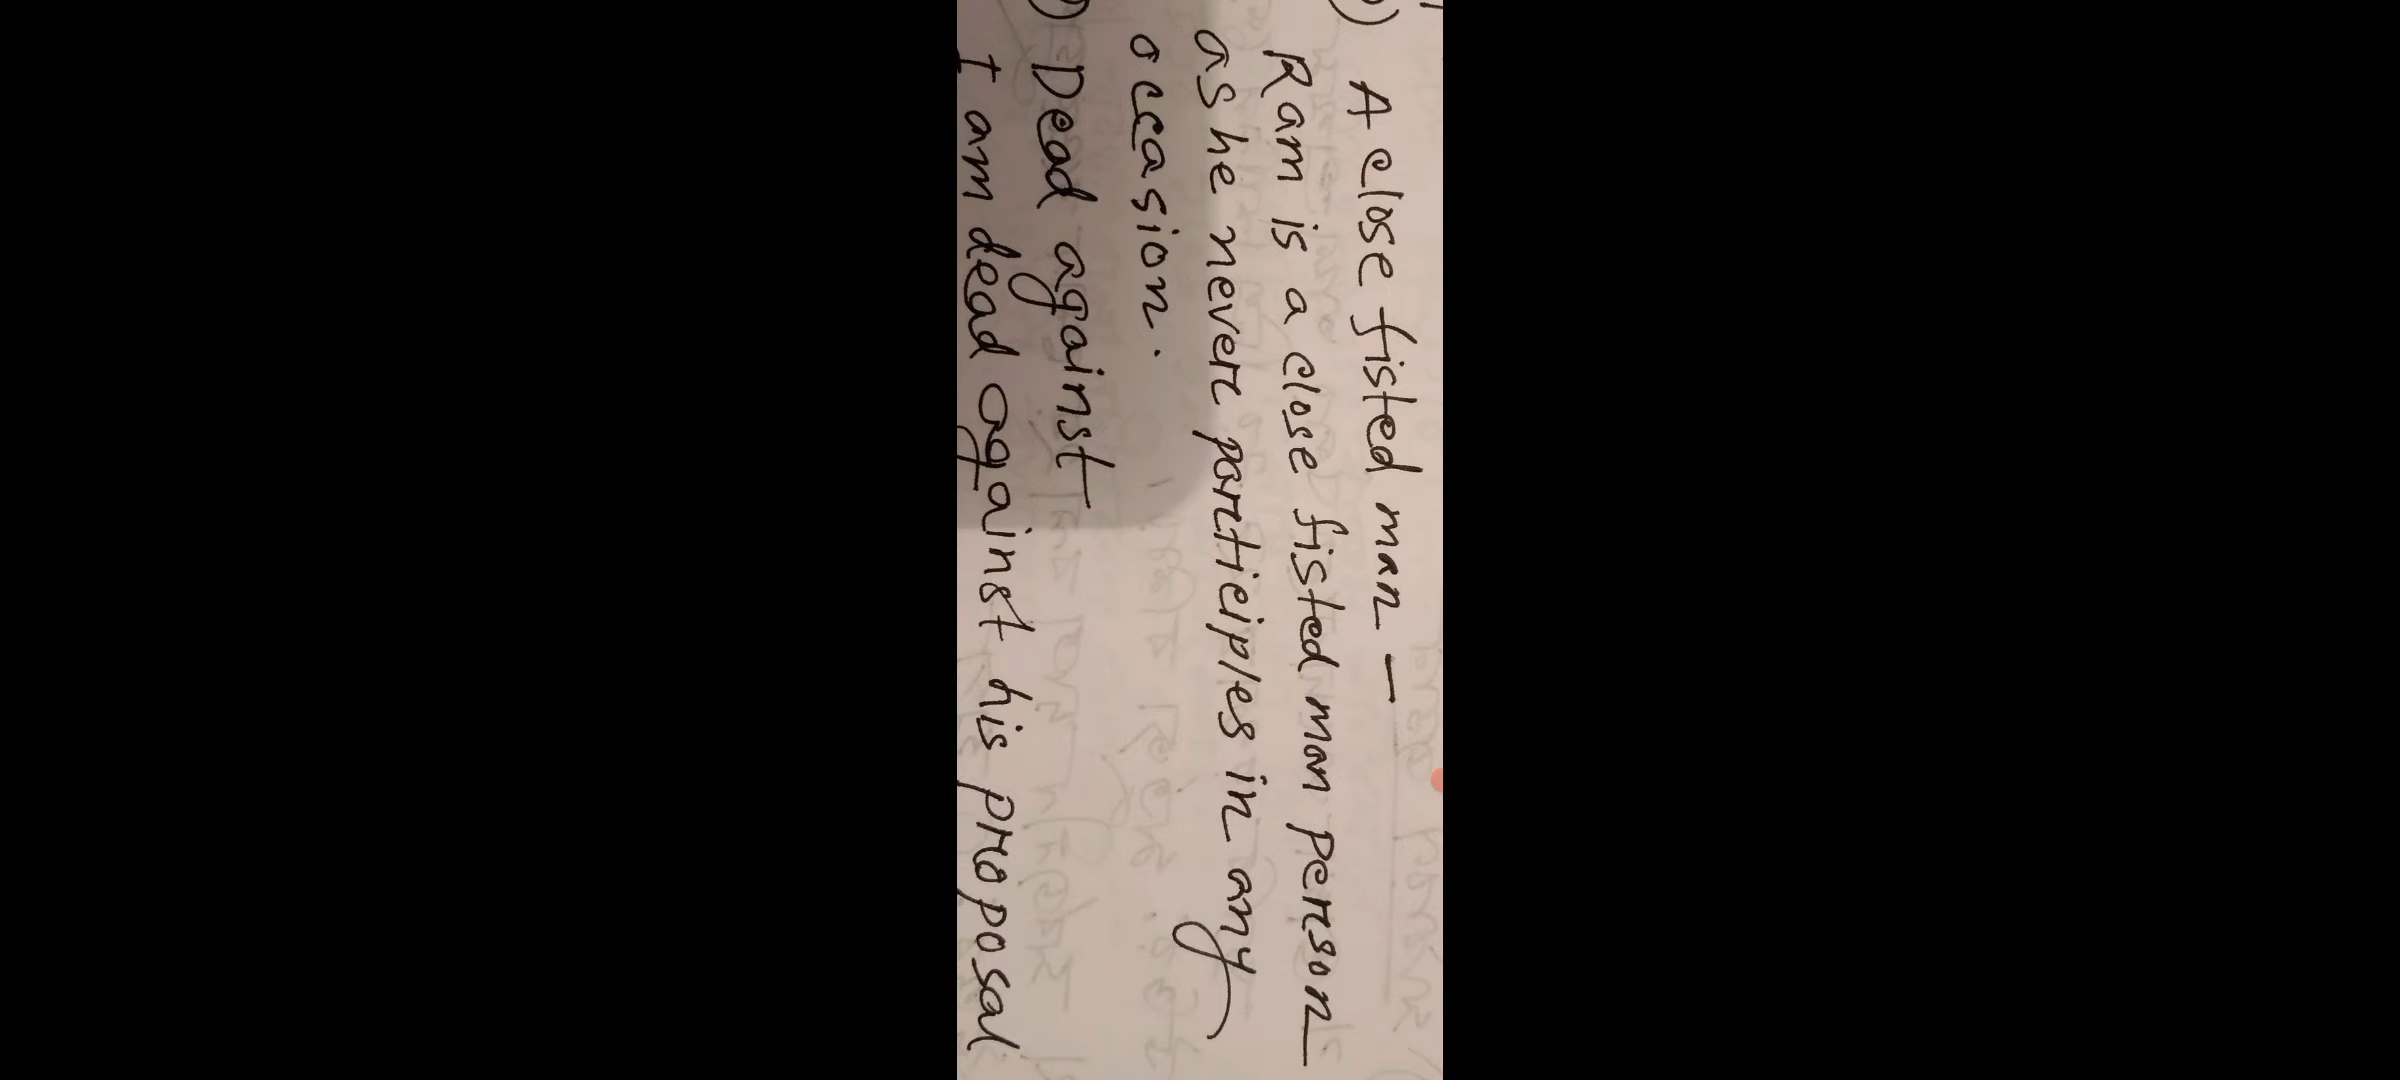 ) A close fisted man -
Ram is a close fisted man person
as he never participles in any
occasion.
) Dead against
I am dead against his proposal